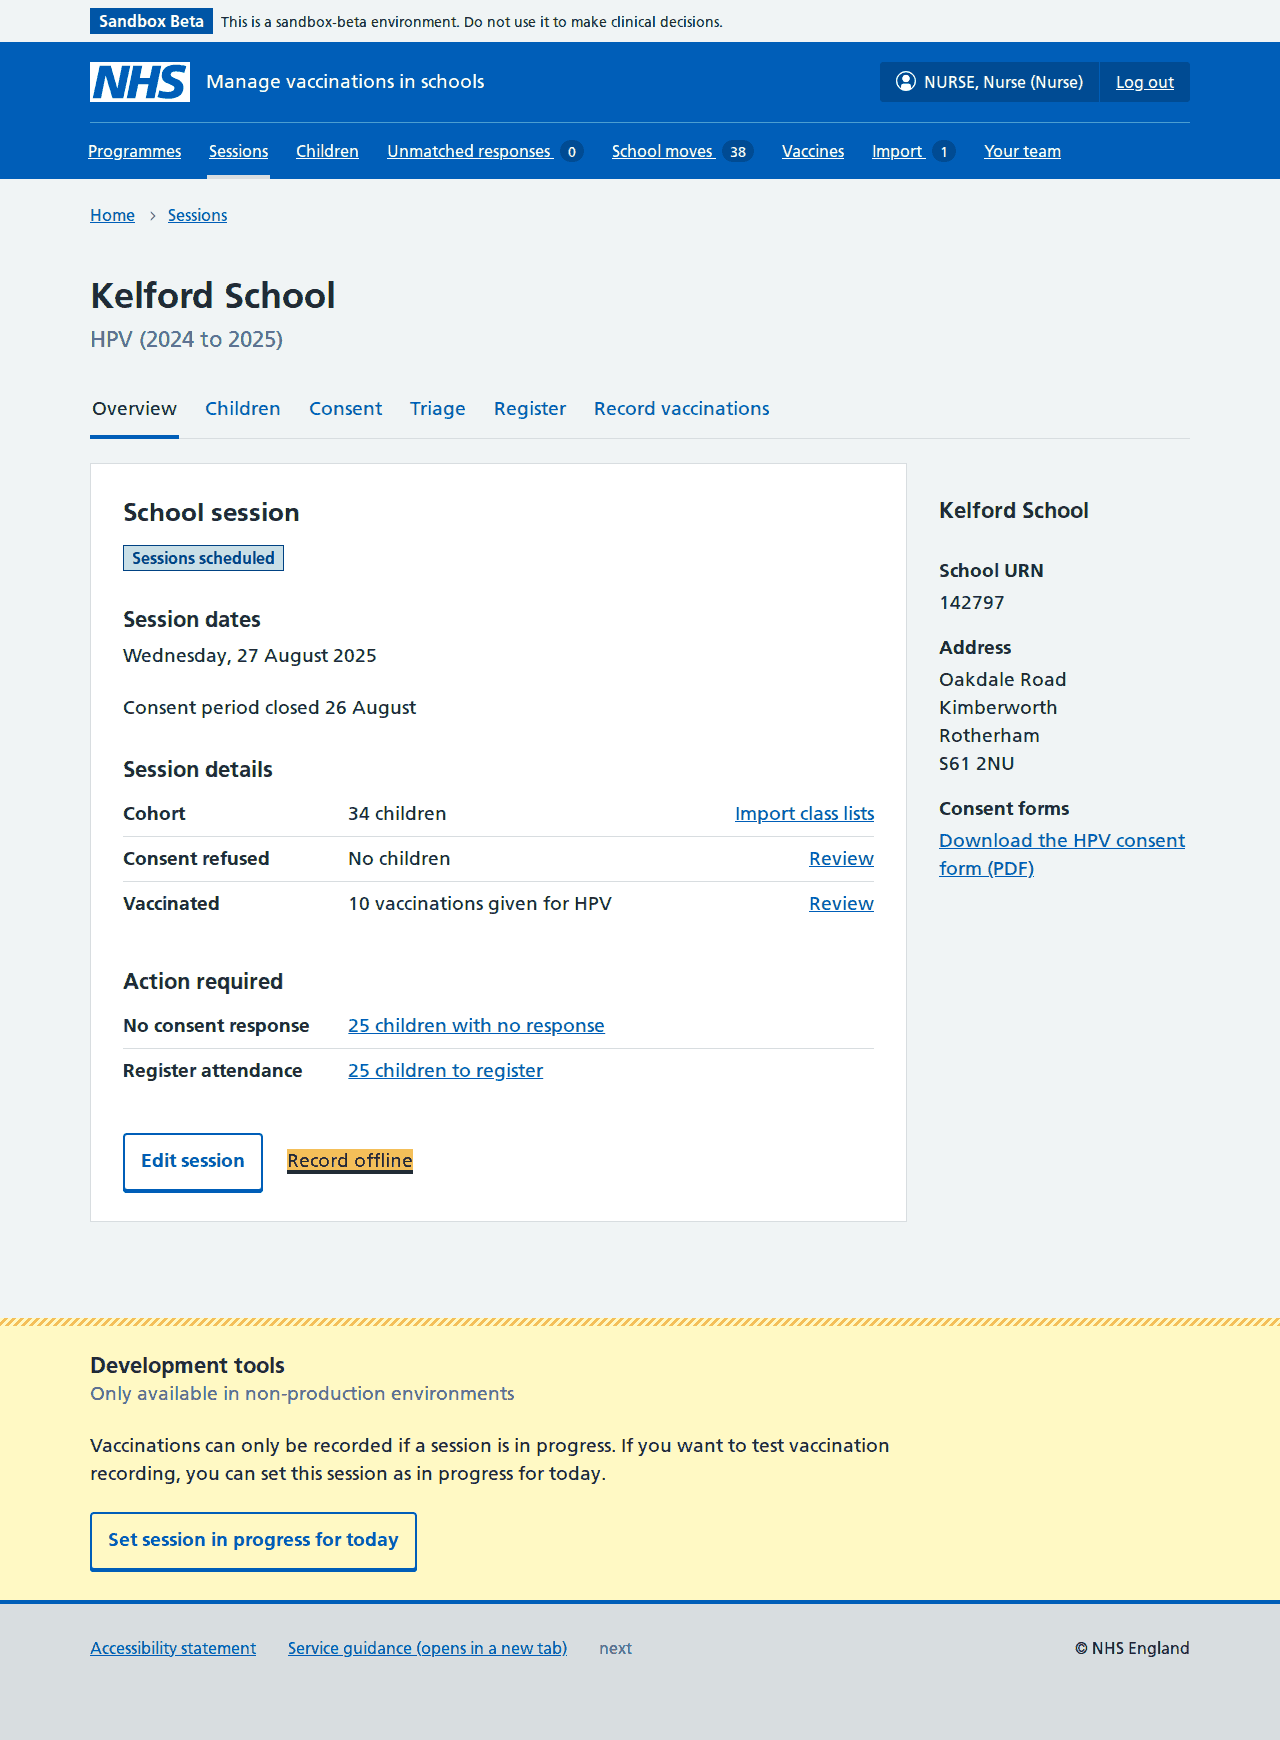 Sandbox Beta This is a sandbox-beta environment. Do not use it to make clinical decisions.
NHS Manage vaccinations in schools NURSE, Nurse (Nurse) Log out
Programmes Sessions Children Unmatched responses 0 School moves 38 Vaccines Import 1 Your team
Home Sessions
Kelford School
HPV (2024 to 2025)
Overview Children Consent Triage Register Record vaccinations
School session
Sessions scheduled
Session dates
Wednesday, 27 August 2025
Consent period closed 26 August
Session details
Cohort 34 children Import class lists
Consent refused No children Review
Vaccinated 10 vaccinations given for HPV Review
Action required
No consent response 25 children with no response
Register attendance 25 children to register
Edit session Record offline
Kelford School
School URN
142797
Address
Oakdale Road
Kimberworth
Rotherham
S61 2NU
Consent forms
Download the HPV consent
form (PDF)
Development tools
Only available in non-production environments
Vaccinations can only be recorded if a session is in progress. If you want to test vaccination
recording, you can set this session as in progress for today.
Set session in progress for today
Accessibility statement Service guidance (opens in a new tab) next © NHS England